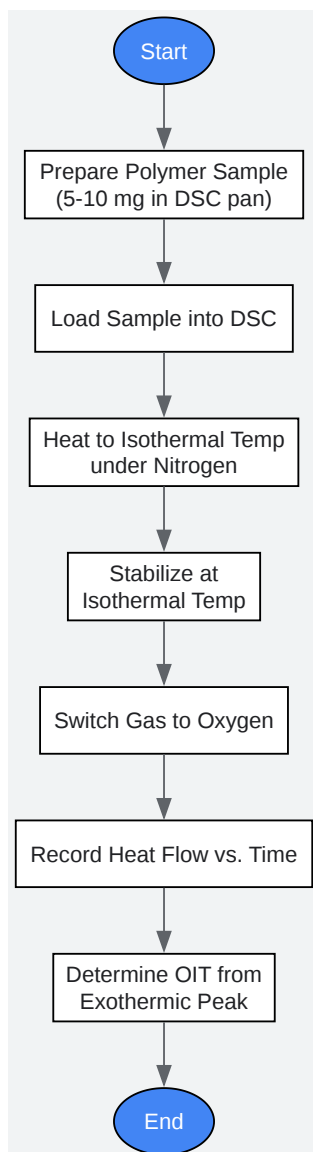 Start
Prepare Polymer Sample
(5-10 mg in DSC pan)
Load Sample into DSC
Heat to Isothermal Temp
under Nitrogen
Stabilize at
Isothermal Temp
Switch Gas to Oxygen
Record Heat Flow vs. Time
Determine OIT from
Exothermic Peak
End